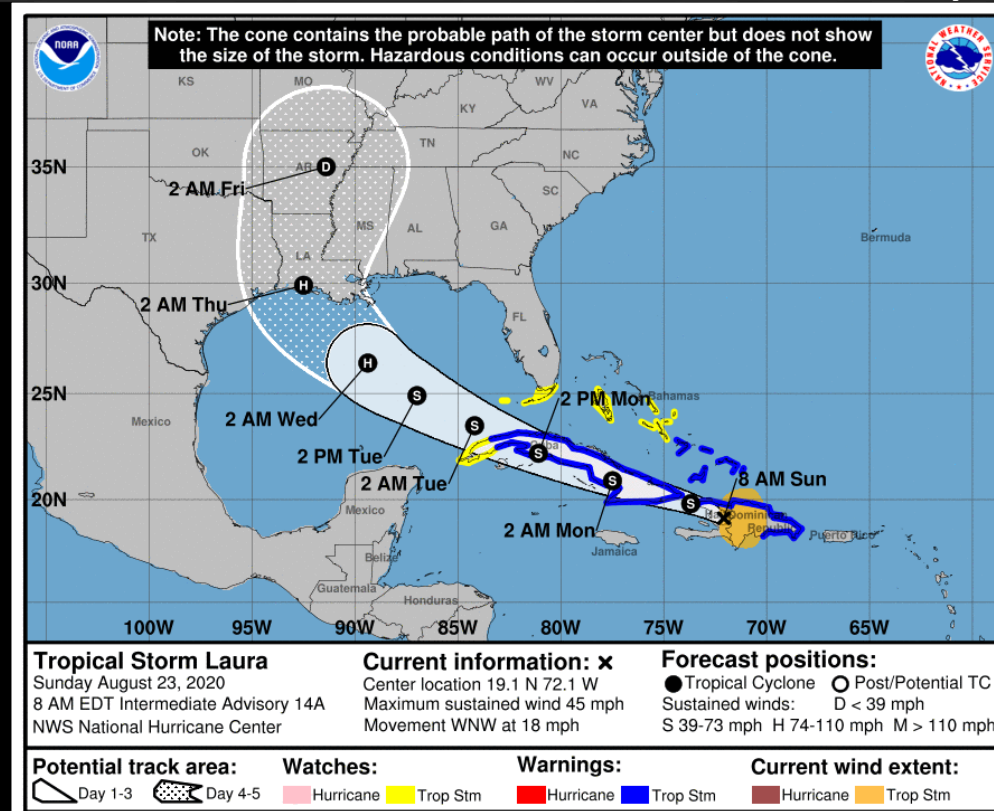 Note: The cone contains the probable path of the storm center but does not show
the size of the storm. Hazardous conditions can occur outside of the cone.
NOAA
NATIONAL WEATHER SERVICE
KS
MO
WV
KY
VA
OK
TN
NC
35N
AR
D
2 AM Fri
SC
MS
AL
GA
TX
Bermuda
LA
30N
H
2 AM Thu
FL
H
25N
S
2 PM Mon
Bahamas
Mexico
2 AM Wed
S
2 PM Tue
S
2 AM Tue
S
8 AM Sun
20N
S
Mexico
2 AM Mon
Dominican
Republic
Puerto Rico
Jamaica
Belize
Guatemala
Honduras
100W 95W 90W 85W 80W 75W 70W 65W
Tropical Storm Laura
Sunday August 23, 2020
8 AM EDT Intermediate Advisory 14A
NWS National Hurricane Center
Current information: x
Center location 19.1 N 72.1 W
Maximum sustained wind 45 mph
Movement WNW at 18 mph
Forecast positions:
Tropical Cyclone Post/Potential TC
Sustained winds: D < 39 mph
S 39-73 mph H 74-110 mph M > 110 mph
Potential track area:
Day 1-3 Day 4-5
Watches:
Hurricane Trop Stm
Warnings:
Hurricane Trop Stm
Current wind extent:
Hurricane Trop Stm